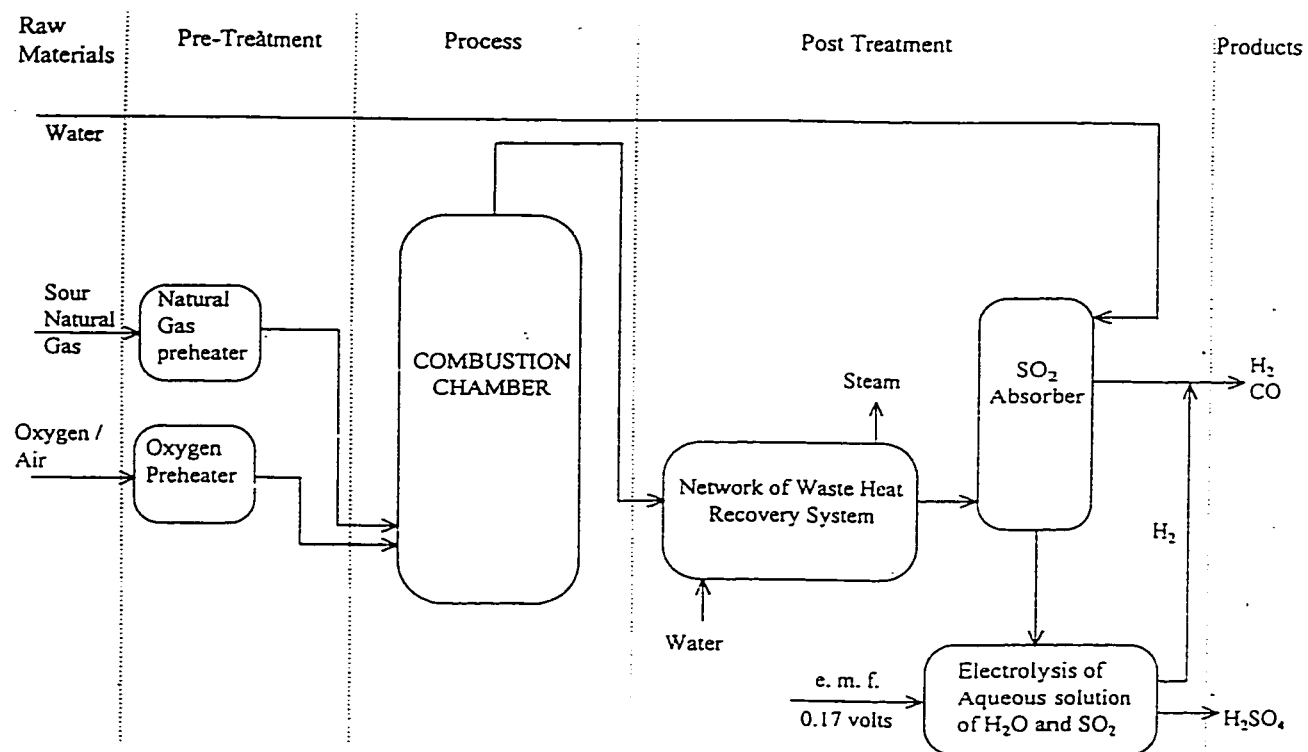 Raw
Materials
Pre-Treatment
Process
Post Treatment
Products
Water
Sour
Natural
Gas
Natural
Gas
preheater
Oxygen /
Air
Oxygen
Preheater
COMBUSTION
CHAMBER
Steam
Network of Waste Heat
Recovery System
Water
SO₂
Absorber
H₂
CO
H₂
e. m. f.
0.17 volts
Electrolysis of
Aqueous solution
of H₂O and SO₂
H₂SO₄